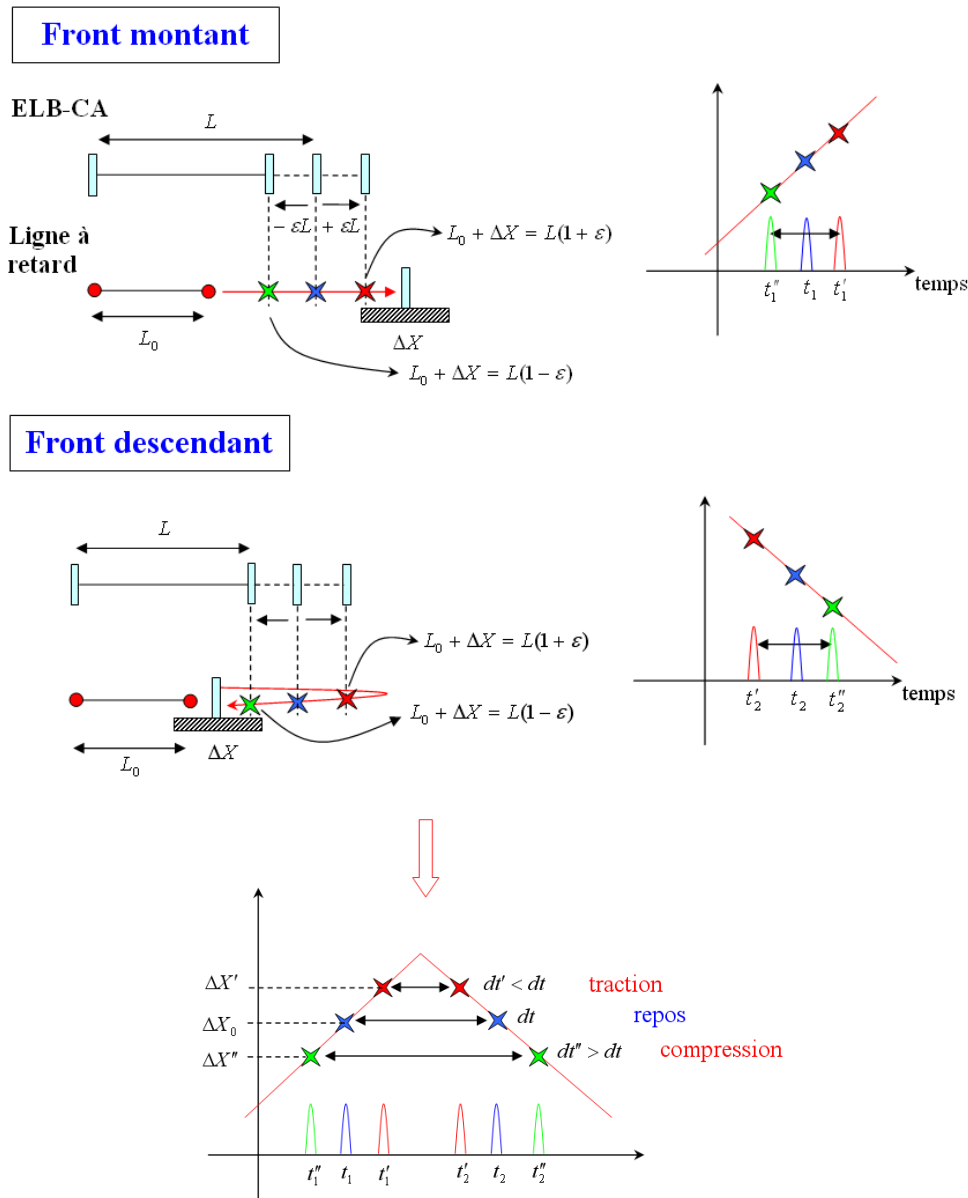 Front montant
ELB-CA
L
− εL + εL
Ligne à
retard
L₀ + ΔX = L(1 + ε)
L₀
ΔX
L₀ + ΔX = L(1 − ε)
t₁″ t₁ t₁′
temps
Front descendant
L
L₀ + ΔX = L(1 + ε)
L₀ + ΔX = L(1 − ε)
L₀
ΔX
t₂′ t₂ t₂″
temps
ΔX′ dt′ < dt traction
ΔX₀ dt repos
ΔX″ dt″ > dt compression
t₁″ t₁ t₁′ t₂′ t₂ t₂″